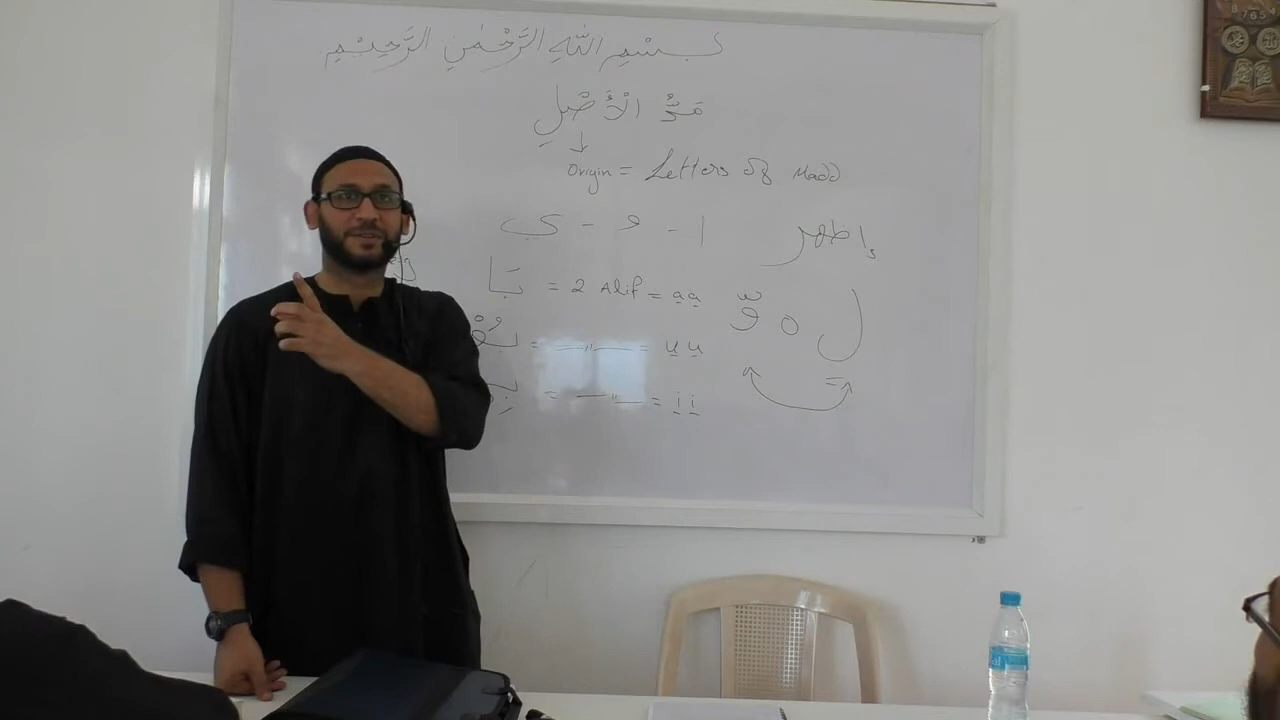 بِسْمِ اللّٰهِ الرَّحْمٰنِ الرَّحِيْمِ
مَدُّ الْأَصْلِ
↓
Origin = Letters of Madd
ا - و - ي
إظهر
بَا = 2 Alif = aa
بُوْ = —"— = uu
= —"— = ii
ل ه